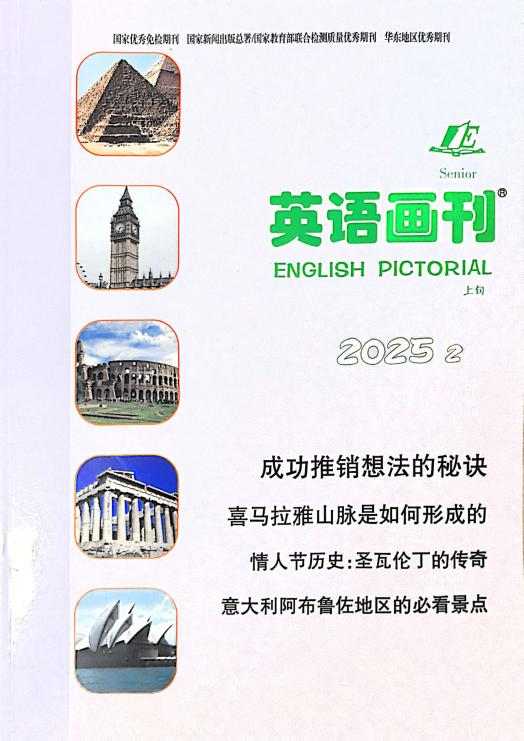 国家优秀免检期刊 国家新闻出版总署/国家教育部联合检测质量优秀期刊 华东地区优秀期刊
E
Senior
英语画刊®
ENGLISH PICTORIAL
上旬
2025 2
成功推销想法的秘诀
喜马拉雅山脉是如何形成的
情人节历史:圣瓦伦丁的传奇
意大利阿布鲁佐地区的必看景点